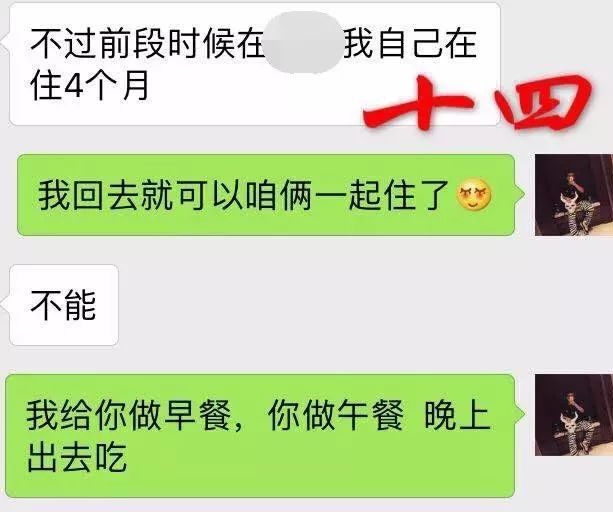 不过前段时候在 我自己在
住4个月
十四
我回去就可以咱俩一起住了
不能
我给你做早餐，你做午餐 晚上
出去吃